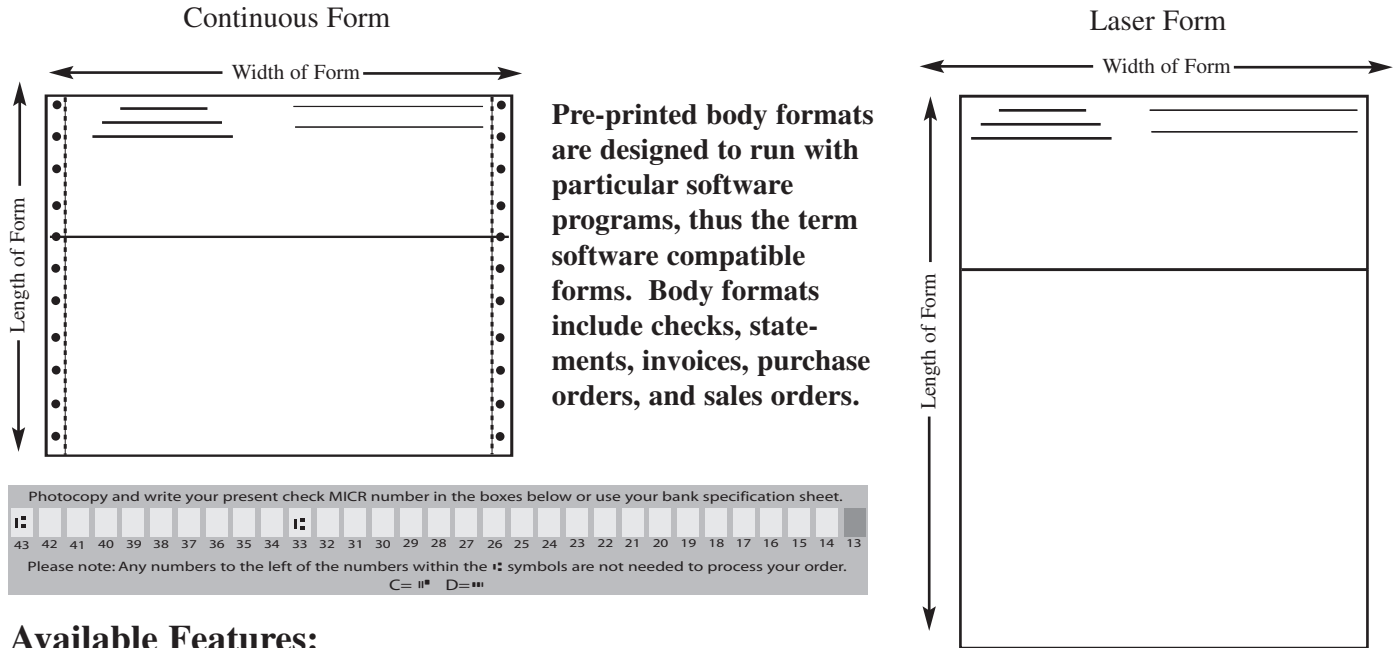 Continuous Form
Width of Form
Length of Form
Pre-printed body formats
are designed to run with
particular software
programs, thus the term
software compatible
forms.  Body formats
include checks, state-
ments, invoices, purchase
orders, and sales orders.
Laser Form
Width of Form
Length of Form
Photocopy and write your present check MICR number in the boxes below or use your bank specification sheet.
⑆ ⑆
43 42 41 40 39 38 37 36 35 34 33 32 31 30 29 28 27 26 25 24 23 22 21 20 19 18 17 16 15 14 13
Please note: Any numbers to the left of the numbers within the ⑆ symbols are not needed to process your order.
C= ⑈ D=⑉
Available Features: